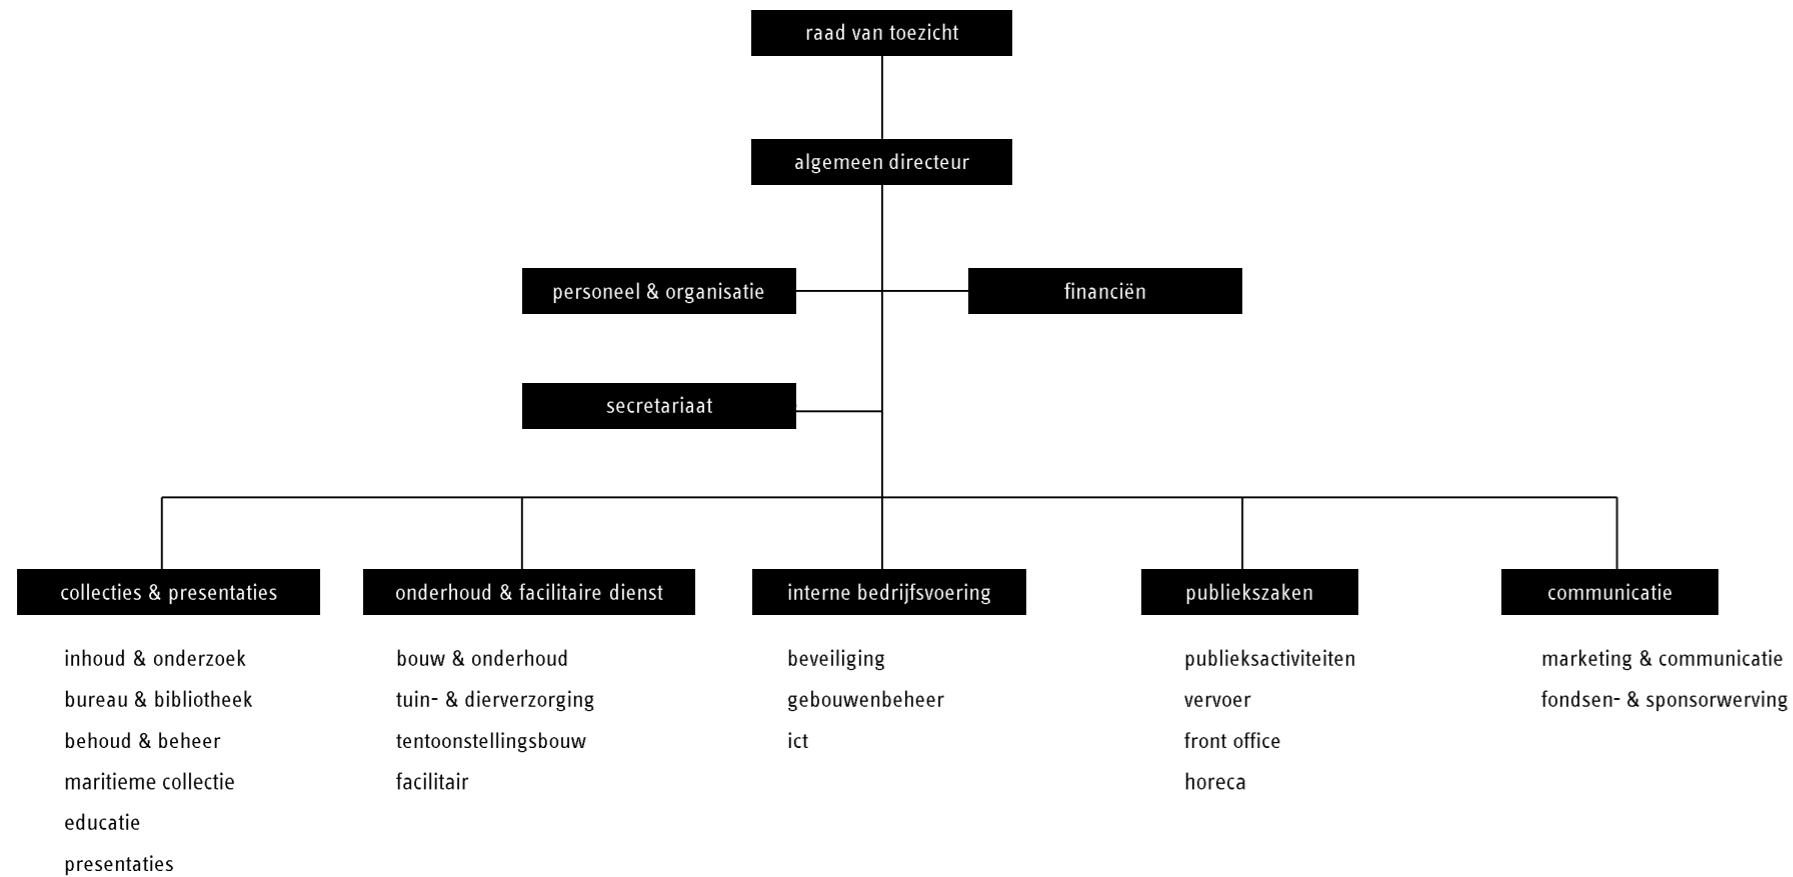 raad van toezicht
algemeen directeur
personeel & organisatie
financiën
secretariaat
collecties & presentaties
inhoud & onderzoek
bureau & bibliotheek
behoud & beheer
maritieme collectie
educatie
presentaties
onderhoud & facilitaire dienst
bouw & onderhoud
tuin- & dierverzorging
tentoonstellingsbouw
facilitair
interne bedrijfsvoering
beveiliging
gebouwenbeheer
ict
publiekszaken
publieksactiviteiten
vervoer
front office
horeca
communicatie
marketing & communicatie
fondsen- & sponsorwerving